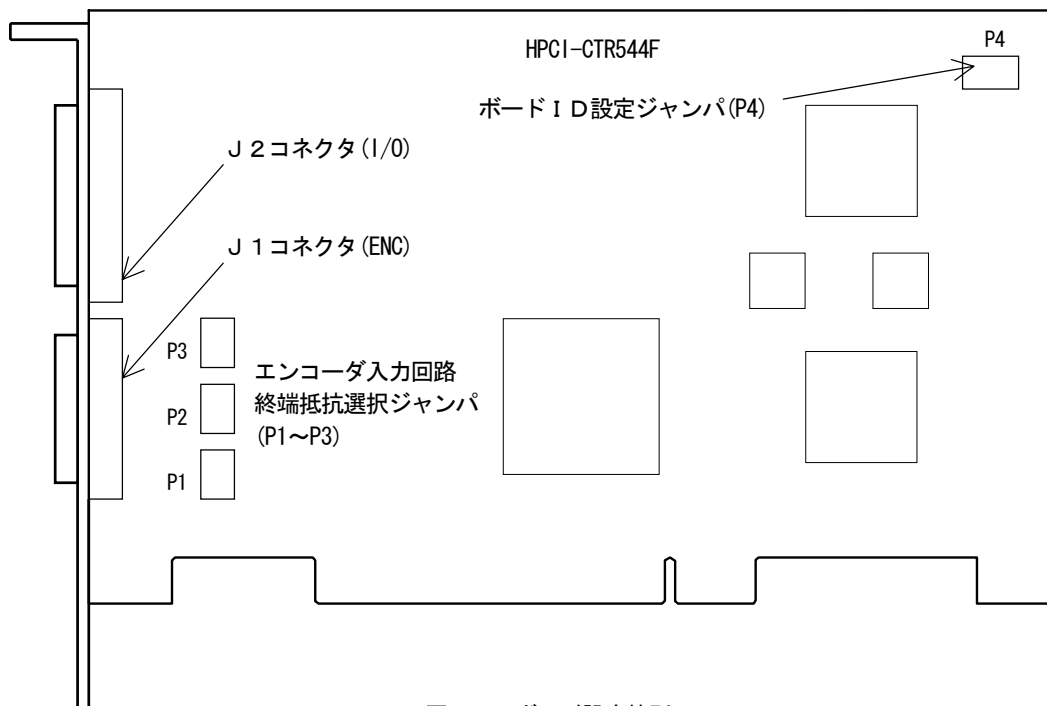 HPCI-CTR544F
P4
ボードＩＤ設定ジャンパ(P4)
Ｊ２コネクタ(I/O)
Ｊ１コネクタ(ENC)
P3
エンコーダ入力回路
終端抵抗選択ジャンパ
(P1～P3)
P2
P1